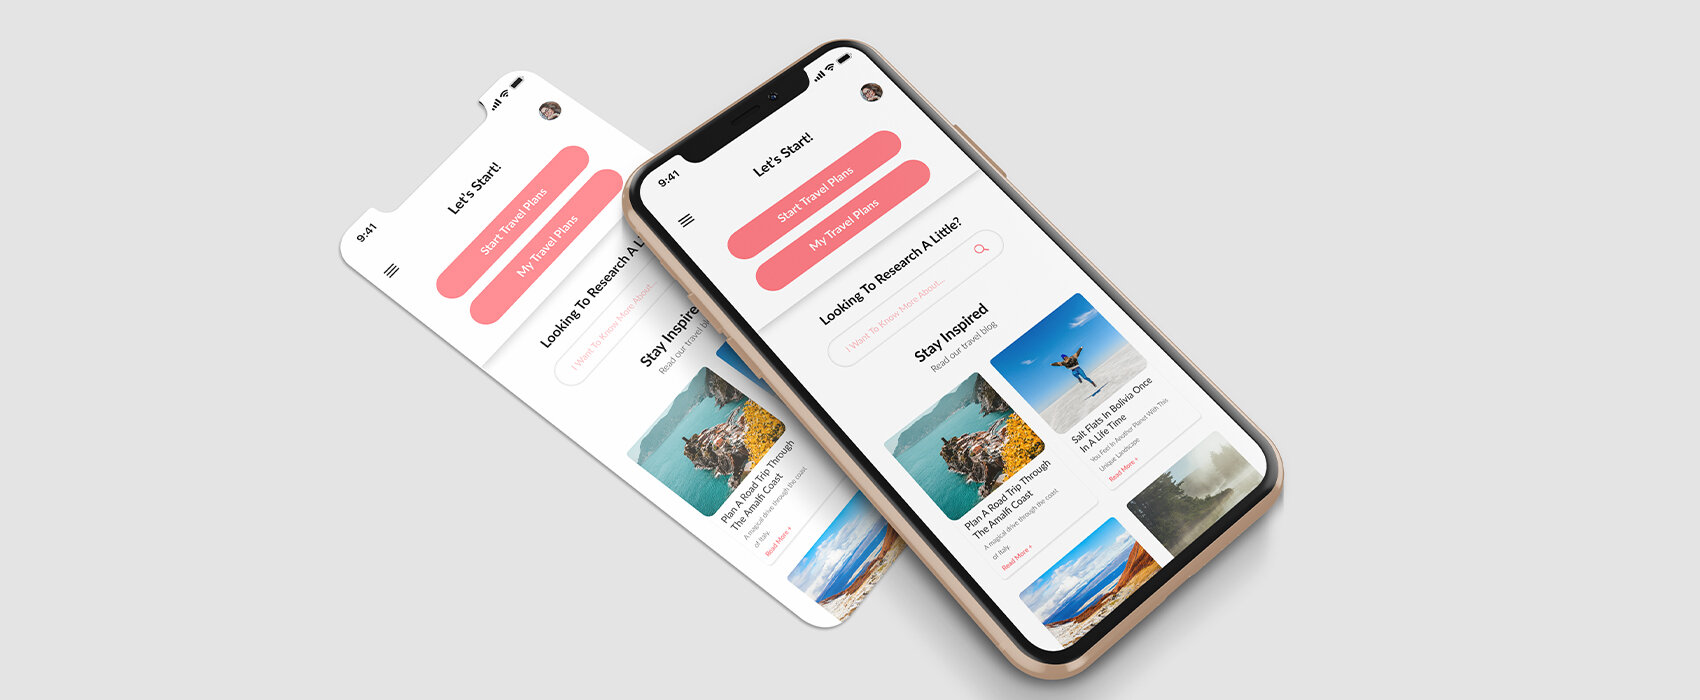 9:41
Let's Start!
Start Travel Plans
My Travel Plans
Looking To Research A Li
I Want To Know More About...
Stay Inspire
Read our travel bl
Plan A Road Trip Through
The Amalfi Coast
A magical drive through the coast
of Italy.
Read More +
9:41
Let's Start!
Start Travel Plans
My Travel Plans
Looking To Research A Little?
I Want To Know More About...
Stay Inspired
Read our travel blog
Plan A Road Trip Through
The Amalfi Coast
A magical drive through the coast
of Italy.
Read More +
Salt Flats In Bolivia Once
In A Life Time
You Feel In Another Planet With This
Unique Landscape
Read More +